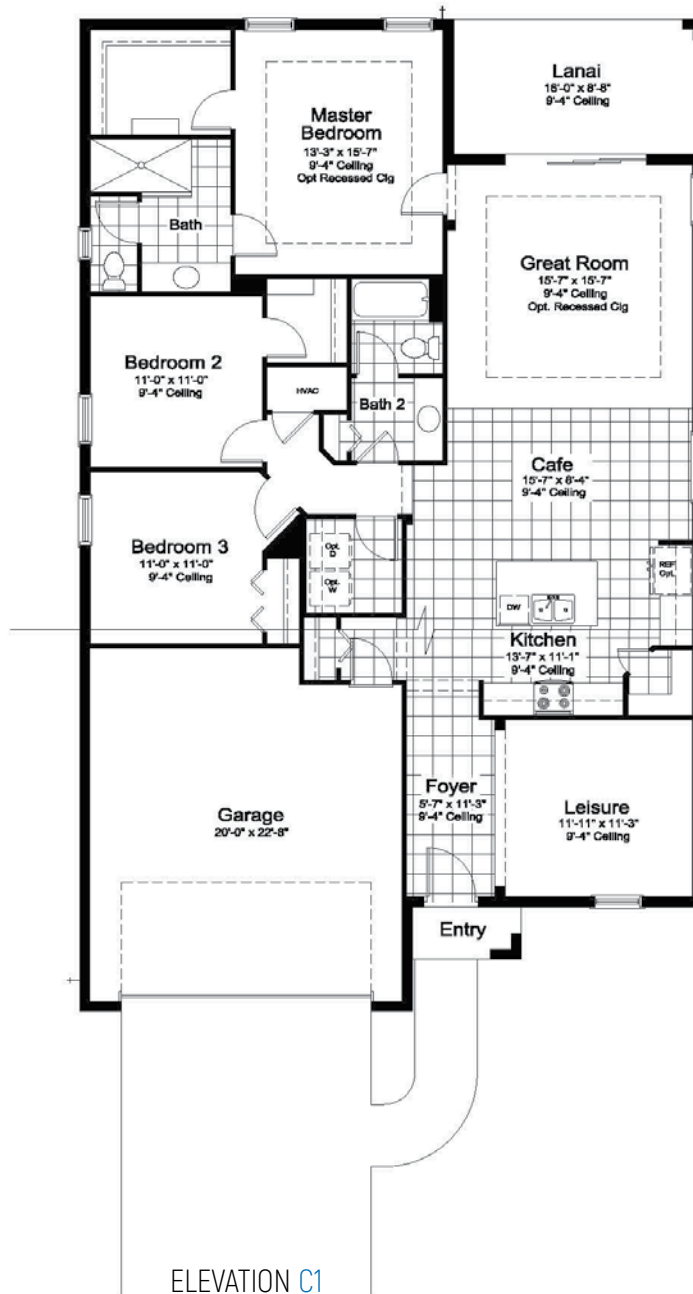 Lanai
16'-0" x 8'-8"
9'-4" Ceiling
Master
Bedroom
13'-3" x 15'-7"
9'-4" Ceiling
Opt Recessed Clg
Bath
Great Room
15'-7" x 15'-7"
9'-4" Ceiling
Opt. Recessed Clg
Bedroom 2
11'-0" x 11'-0"
9'-4" Ceiling
HVAC
Bath 2
Cafe
15'-7" x 8'-4"
9'-4" Ceiling
Bedroom 3
11'-0" x 11'-0"
9'-4" Ceiling
Opt.
D
Opt.
W
REF
Opt.
DW
Kitchen
13'-7" x 11'-1"
9'-4" Ceiling
Garage
20'-0" x 22'-8"
Foyer
5'-7" x 11'-3"
9'-4" Ceiling
Leisure
11'-11" x 11'-3"
9'-4" Ceiling
Entry
ELEVATION C1